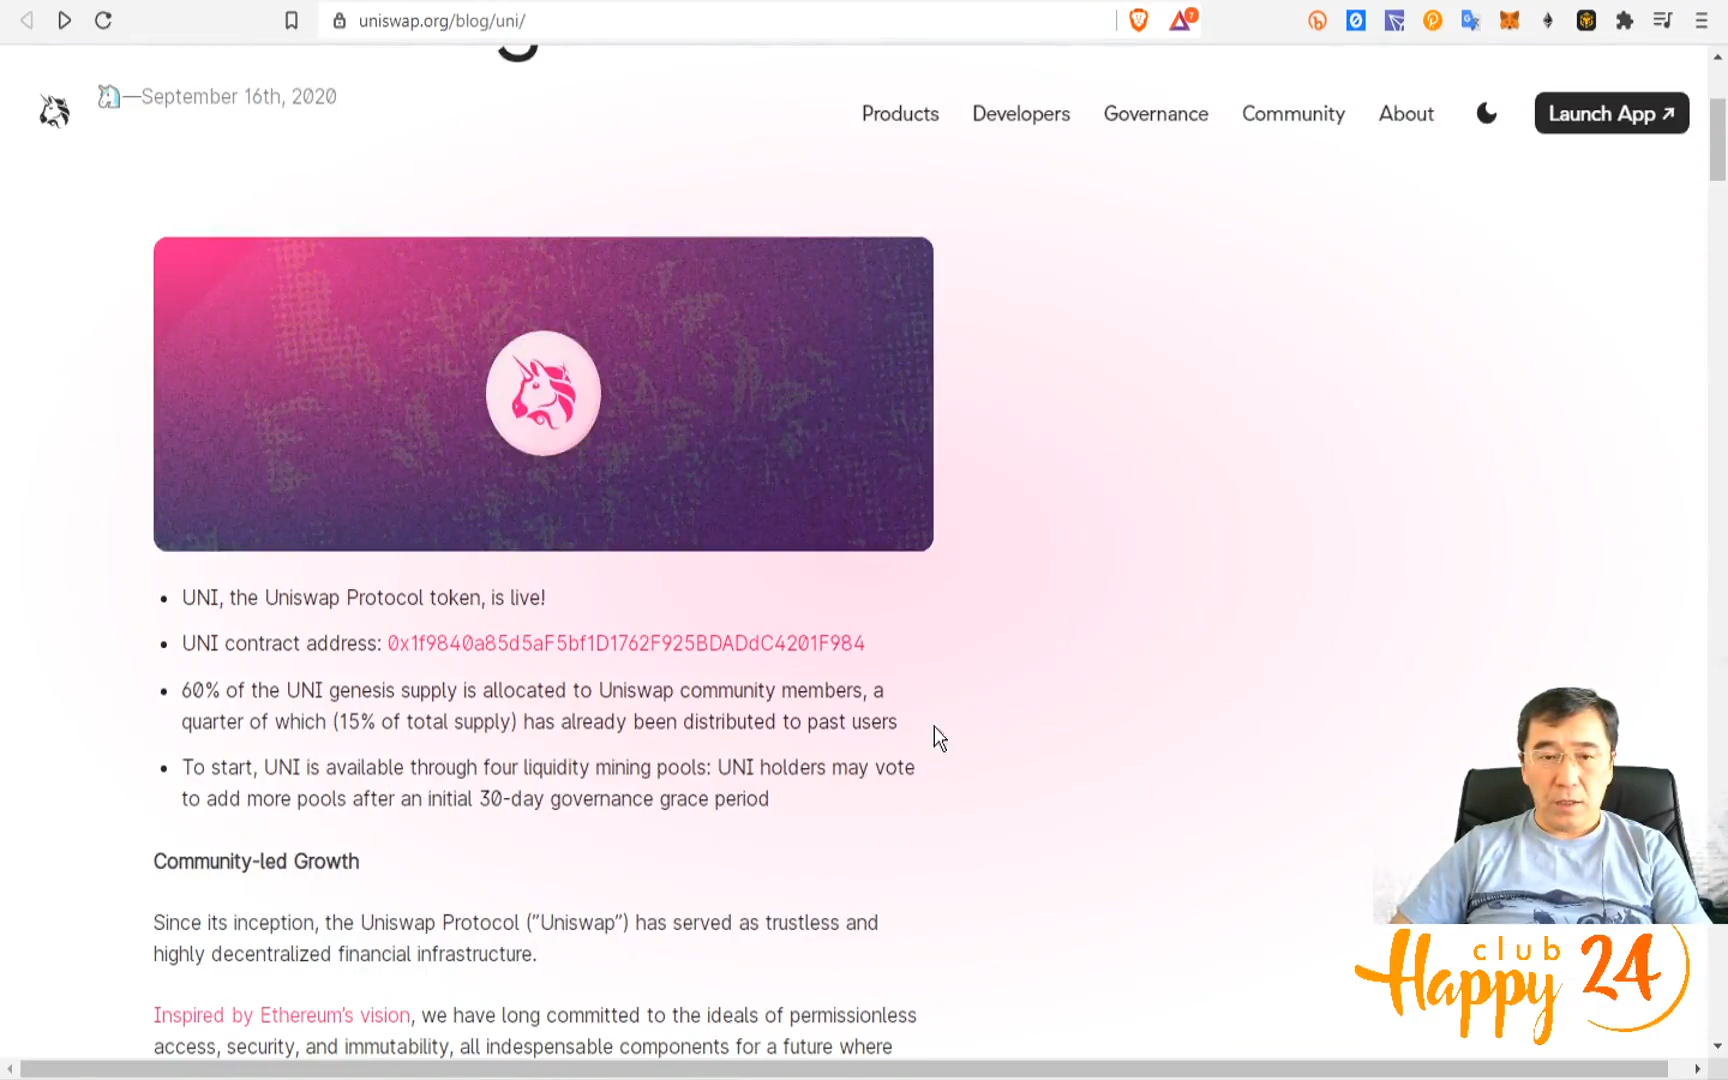 uniswap.org/blog/uni/
7
—September 16th, 2020
Products Developers Governance Community About Launch App ↗
UNI, the Uniswap Protocol token, is live!
UNI contract address: 0x1f9840a85d5aF5bf1D1762F925BDADdC4201F984
60% of the UNI genesis supply is allocated to Uniswap community members, a
quarter of which (15% of total supply) has already been distributed to past users
To start, UNI is available through four liquidity mining pools: UNI holders may vote
to add more pools after an initial 30-day governance grace period
Community-led Growth
Since its inception, the Uniswap Protocol (”Uniswap”) has served as trustless and
highly decentralized financial infrastructure.
Inspired by Ethereum’s vision, we have long committed to the ideals of permissionless
access, security, and immutability, all indespensable components for a future where
club
Happy 24